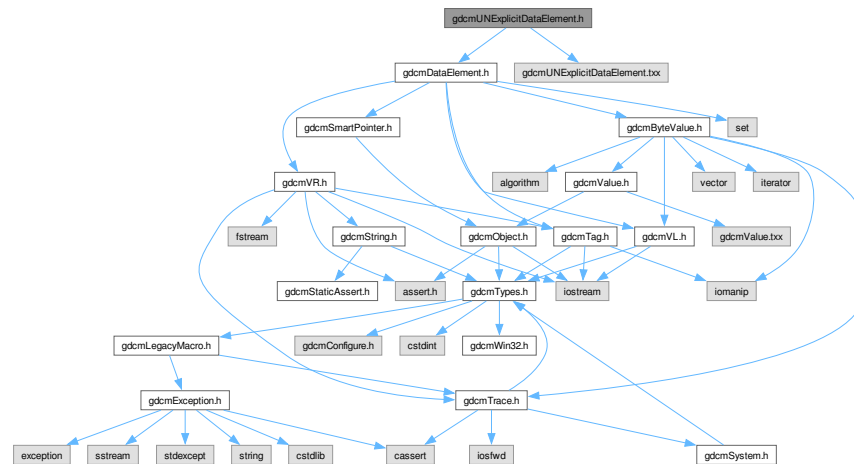 gdcmUNExplicitDataElement.h
gdcmDataElement.h
gdcmUNExplicitDataElement.txx
gdcmSmartPointer.h
gdcmByteValue.h
set
gdcmVR.h
algorithm
gdcmValue.h
vector
iterator
fstream
gdcmString.h
gdcmObject.h
gdcmTag.h
gdcmVL.h
gdcmValue.txx
gdcmStaticAssert.h
assert.h
gdcmTypes.h
iostream
iomanip
gdcmLegacyMacro.h
gdcmConfigure.h
cstdint
gdcmWin32.h
gdcmException.h
gdcmTrace.h
exception
sstream
stdexcept
string
cstdlib
cassert
iosfwd
gdcmSystem.h